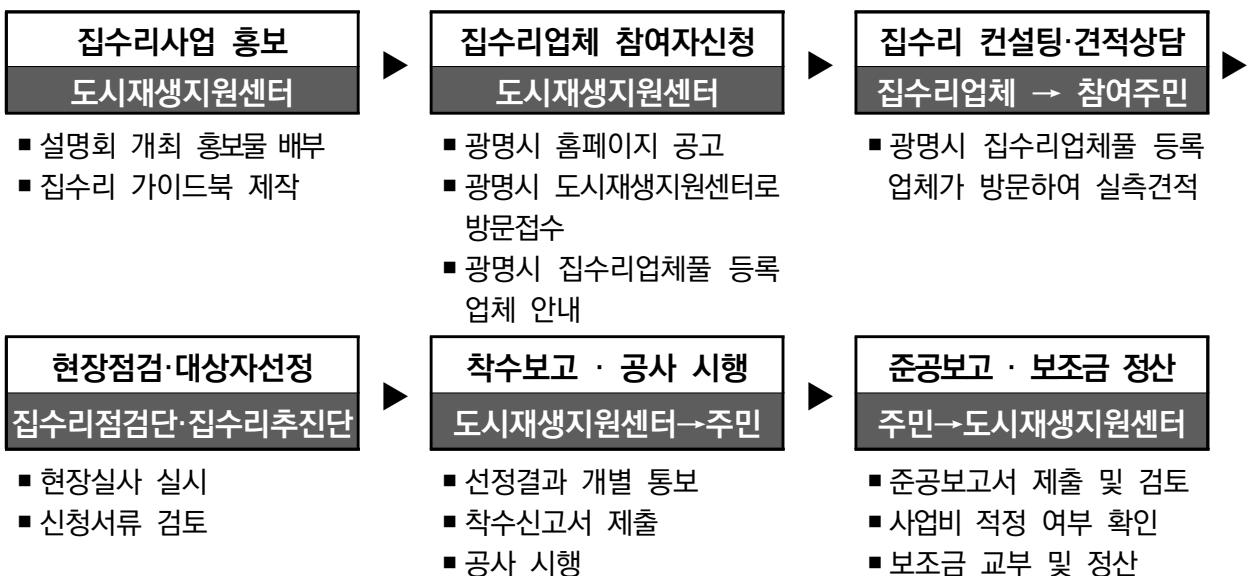 집수리사업 홍보
도시재생지원센터
■ 설명회 개최 홍보물 배부
■ 집수리 가이드북 제작
▶
집수리업체 참여자신청
도시재생지원센터
■ 광명시 홈페이지 공고
■ 광명시 도시재생지원센터로
방문접수
■ 광명시 집수리업체풀 등록
업체 안내
▶
집수리 컨설팅·견적상담
집수리업체 → 참여주민
■ 광명시 집수리업체풀 등록
업체가 방문하여 실측견적
▶
현장점검·대상자선정
집수리점검단·집수리추진단
■ 현장실사 실시
■ 신청서류 검토
▶
착수보고 · 공사 시행
도시재생지원센터→주민
■ 선정결과 개별 통보
■ 착수신고서 제출
■ 공사 시행
▶
준공보고 · 보조금 정산
주민→도시재생지원센터
■ 준공보고서 제출 및 검토
■ 사업비 적정 여부 확인
■ 보조금 교부 및 정산